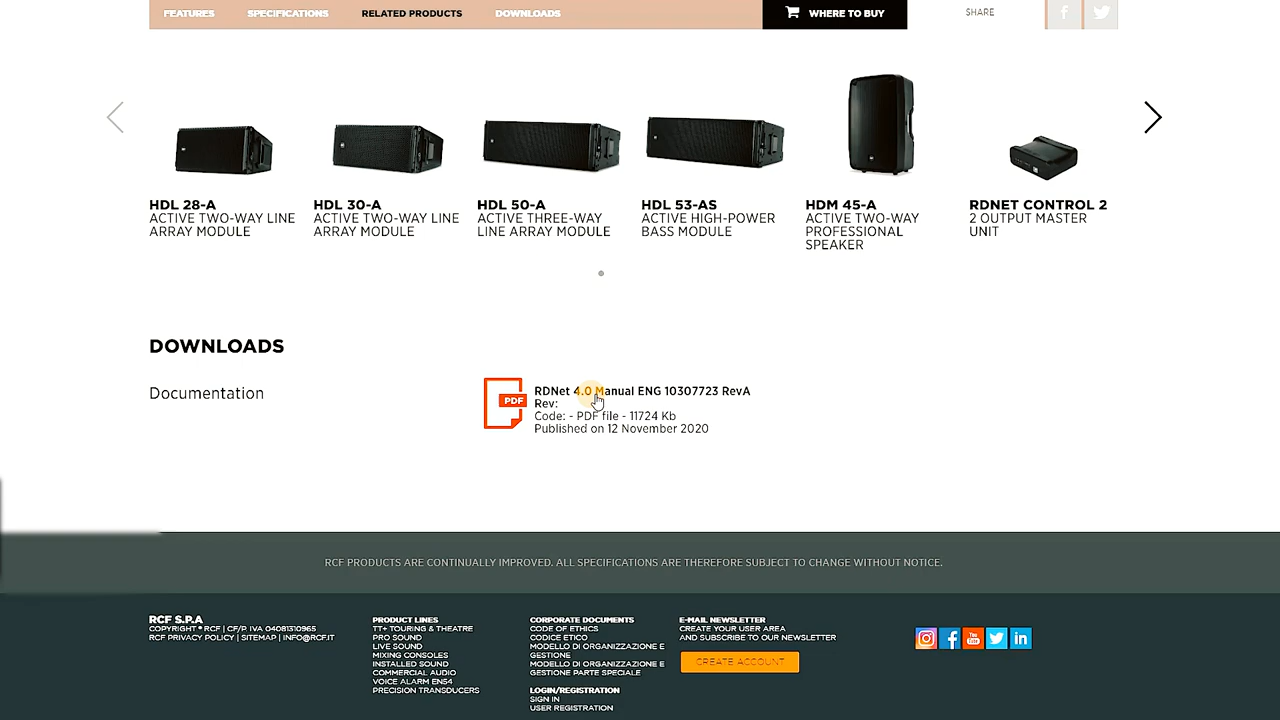 FEATURES SPECIFICATIONS RELATED PRODUCTS DOWNLOADS WHERE TO BUY SHARE
HDL 28-A
ACTIVE TWO-WAY LINE
ARRAY MODULE
HDL 30-A
ACTIVE TWO-WAY LINE
ARRAY MODULE
HDL 50-A
ACTIVE THREE-WAY
LINE ARRAY MODULE
HDL 53-AS
ACTIVE HIGH-POWER
BASS MODULE
HDM 45-A
ACTIVE TWO-WAY
PROFESSIONAL
SPEAKER
RDNET CONTROL 2
2 OUTPUT MASTER
UNIT
DOWNLOADS
Documentation
PDF
RDNet 4.0 Manual ENG 10307723 RevA
Rev:
Code: - PDF file - 11724 Kb
Published on 12 November 2020
RCF PRODUCTS ARE CONTINUALLY IMPROVED. ALL SPECIFICATIONS ARE THEREFORE SUBJECT TO CHANGE WITHOUT NOTICE.
RCF S.P.A
COPYRIGHT © RCF | CF/P. IVA 04081310965
RCF PRIVACY POLICY | SITEMAP | INFO@RCF.IT
PRODUCT LINES
TT+ TOURING & THEATRE
PRO SOUND
LIVE SOUND
MIXING CONSOLES
INSTALLED SOUND
COMMERCIAL AUDIO
VOICE ALARM EN54
PRECISION TRANSDUCERS
CORPORATE DOCUMENTS
CODE OF ETHICS
CODICE ETICO
MODELLO DI ORGANIZZAZIONE E
GESTIONE
MODELLO DI ORGANIZZAZIONE E
GESTIONE PARTE SPECIALE
LOGIN/REGISTRATION
SIGN IN
USER REGISTRATION
E-MAIL NEWSLETTER
CREATE YOUR USER AREA
AND SUBSCRIBE TO OUR NEWSLETTER
CREATE ACCOUNT